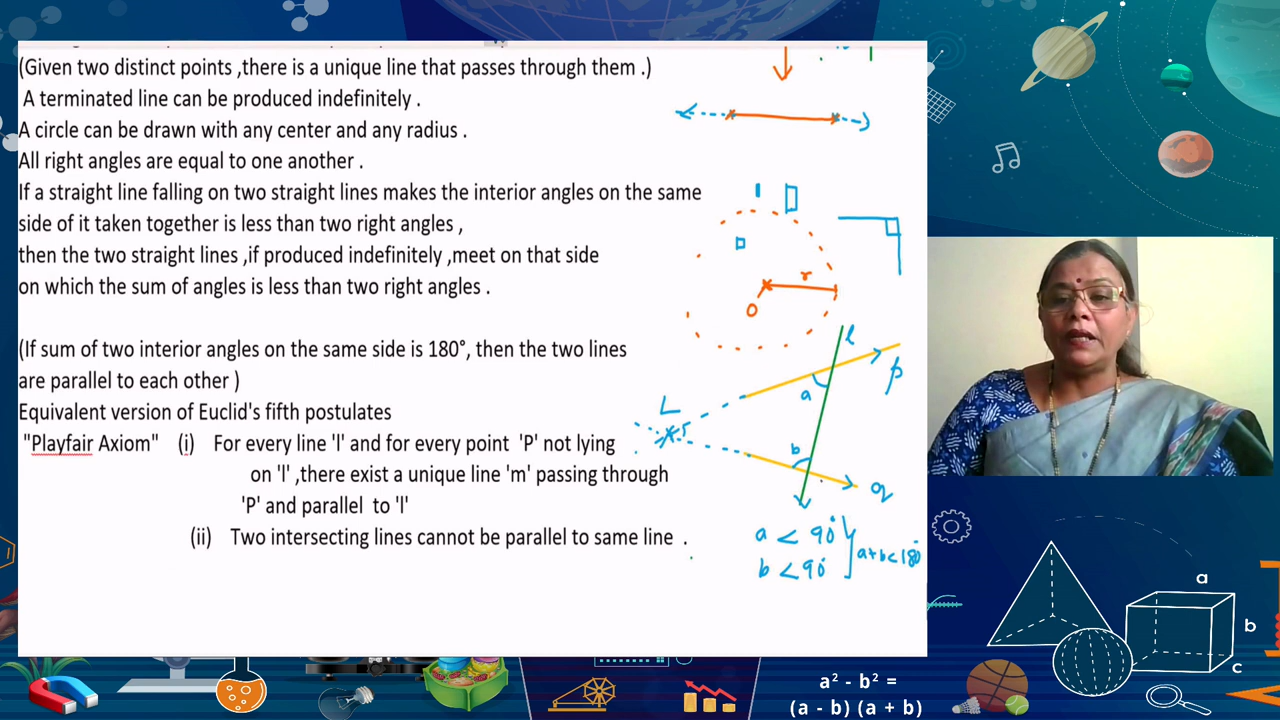 (Given two distinct points ,there is a unique line that passes through them .)
A terminated line can be produced indefinitely .
A circle can be drawn with any center and any radius .
All right angles are equal to one another .
If a straight line falling on two straight lines makes the interior angles on the same
side of it taken together is less than two right angles ,
then the two straight lines ,if produced indefinitely ,meet on that side
on which the sum of angles is less than two right angles .
(If sum of two interior angles on the same side is 180°, then the two lines
are parallel to each other )
Equivalent version of Euclid's fifth postulates
"Playfair Axiom" (i) For every line 'l' and for every point 'P' not lying
on 'l' ,there exist a unique line 'm' passing through
'P' and parallel to 'l'
(ii) Two intersecting lines cannot be parallel to same line .
r
O
l
p
a
L
b
q
a < 90°
b < 90°
a+b<180°
a
b
c
a² - b² =
(a - b) (a + b)